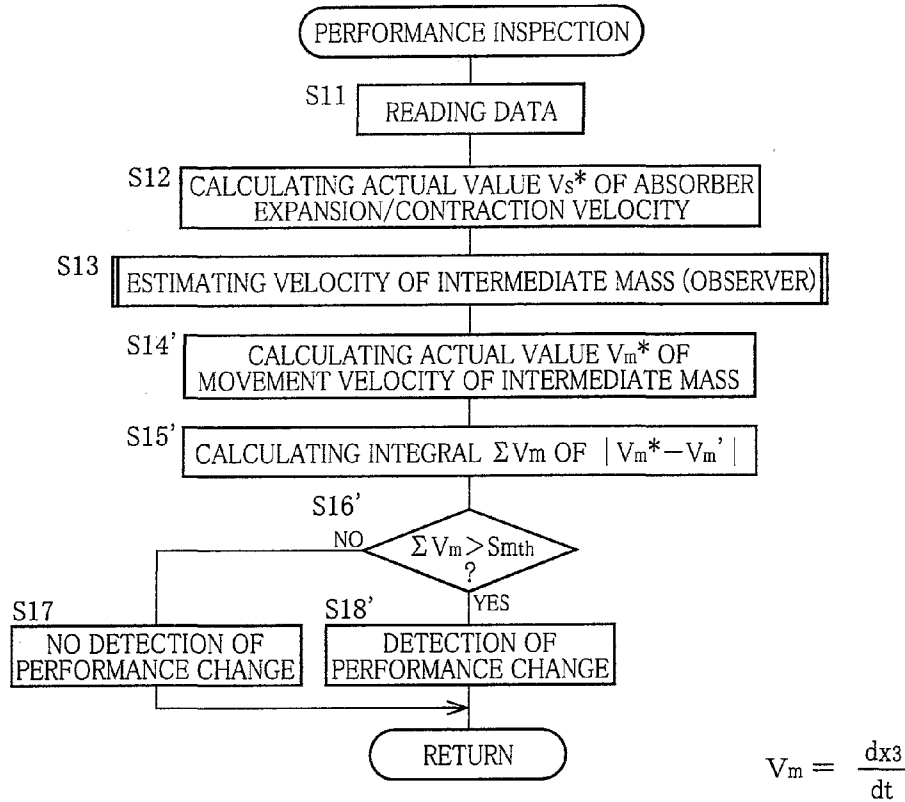 PERFORMANCE INSPECTION
S11
READING DATA
S12
CALCULATING ACTUAL VALUE Vs* OF ABSORBER
EXPANSION/CONTRACTION VELOCITY
S13
ESTIMATING VELOCITY OF INTERMEDIATE MASS (OBSERVER)
S14'
CALCULATING ACTUAL VALUE Vm* OF
MOVEMENT VELOCITY OF INTERMEDIATE MASS
S15'
CALCULATING INTEGRAL ΣVm OF |Vm*−Vm'|
S16'
NO
ΣVm>Smth
?
YES
S17
NO DETECTION OF
PERFORMANCE CHANGE
S18'
DETECTION OF
PERFORMANCE CHANGE
RETURN
Vm = dx3
dt